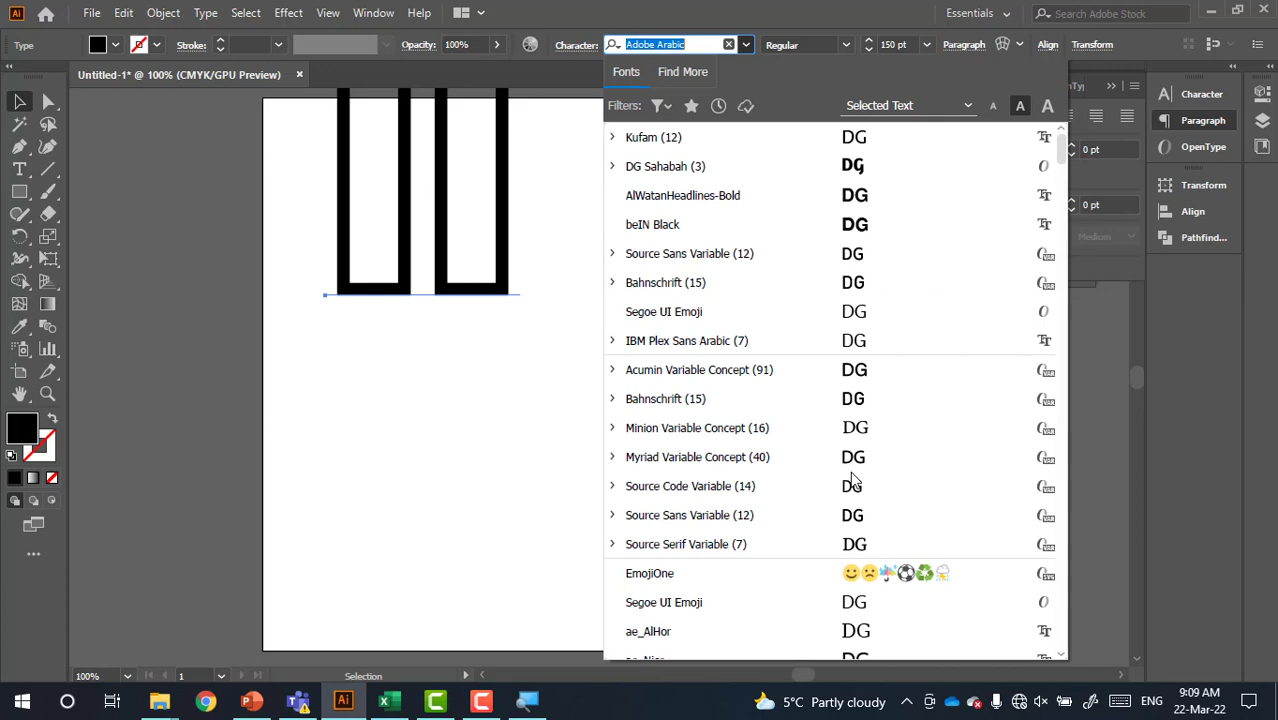 Ai File Edit Object Type Select Effect View Window Help Essentials Search Adobe Stock
Type Stroke: Opacity: 100% Character: Adobe Arabic Regular 150 pt Paragraph Align Transform
Untitled-1* @ 100% (CMYK/GPU Preview)
Fonts Find More
Filters: Selected Text A A A
Kufam (12) DG
DG Sahabah (3) DG
AlWatanHeadlines-Bold DG
beIN Black DG
Source Sans Variable (12) DG
Bahnschrift (15) DG
Segoe UI Emoji DG
IBM Plex Sans Arabic (7) DG
Acumin Variable Concept (91) DG
Bahnschrift (15) DG
Minion Variable Concept (16) DG
Myriad Variable Concept (40) DG
Source Code Variable (14) DG
Source Sans Variable (12) DG
Source Serif Variable (7) DG
EmojiOne
Segoe UI Emoji DG
ae_AlHor DG
Character
Paragraph
OpenType
Transform
Align
Pathfind...
0 pt
0 pt
Medium
100% 1 Selection
5°C Partly cloudy ENG 9:09 AM
22-Mar-22